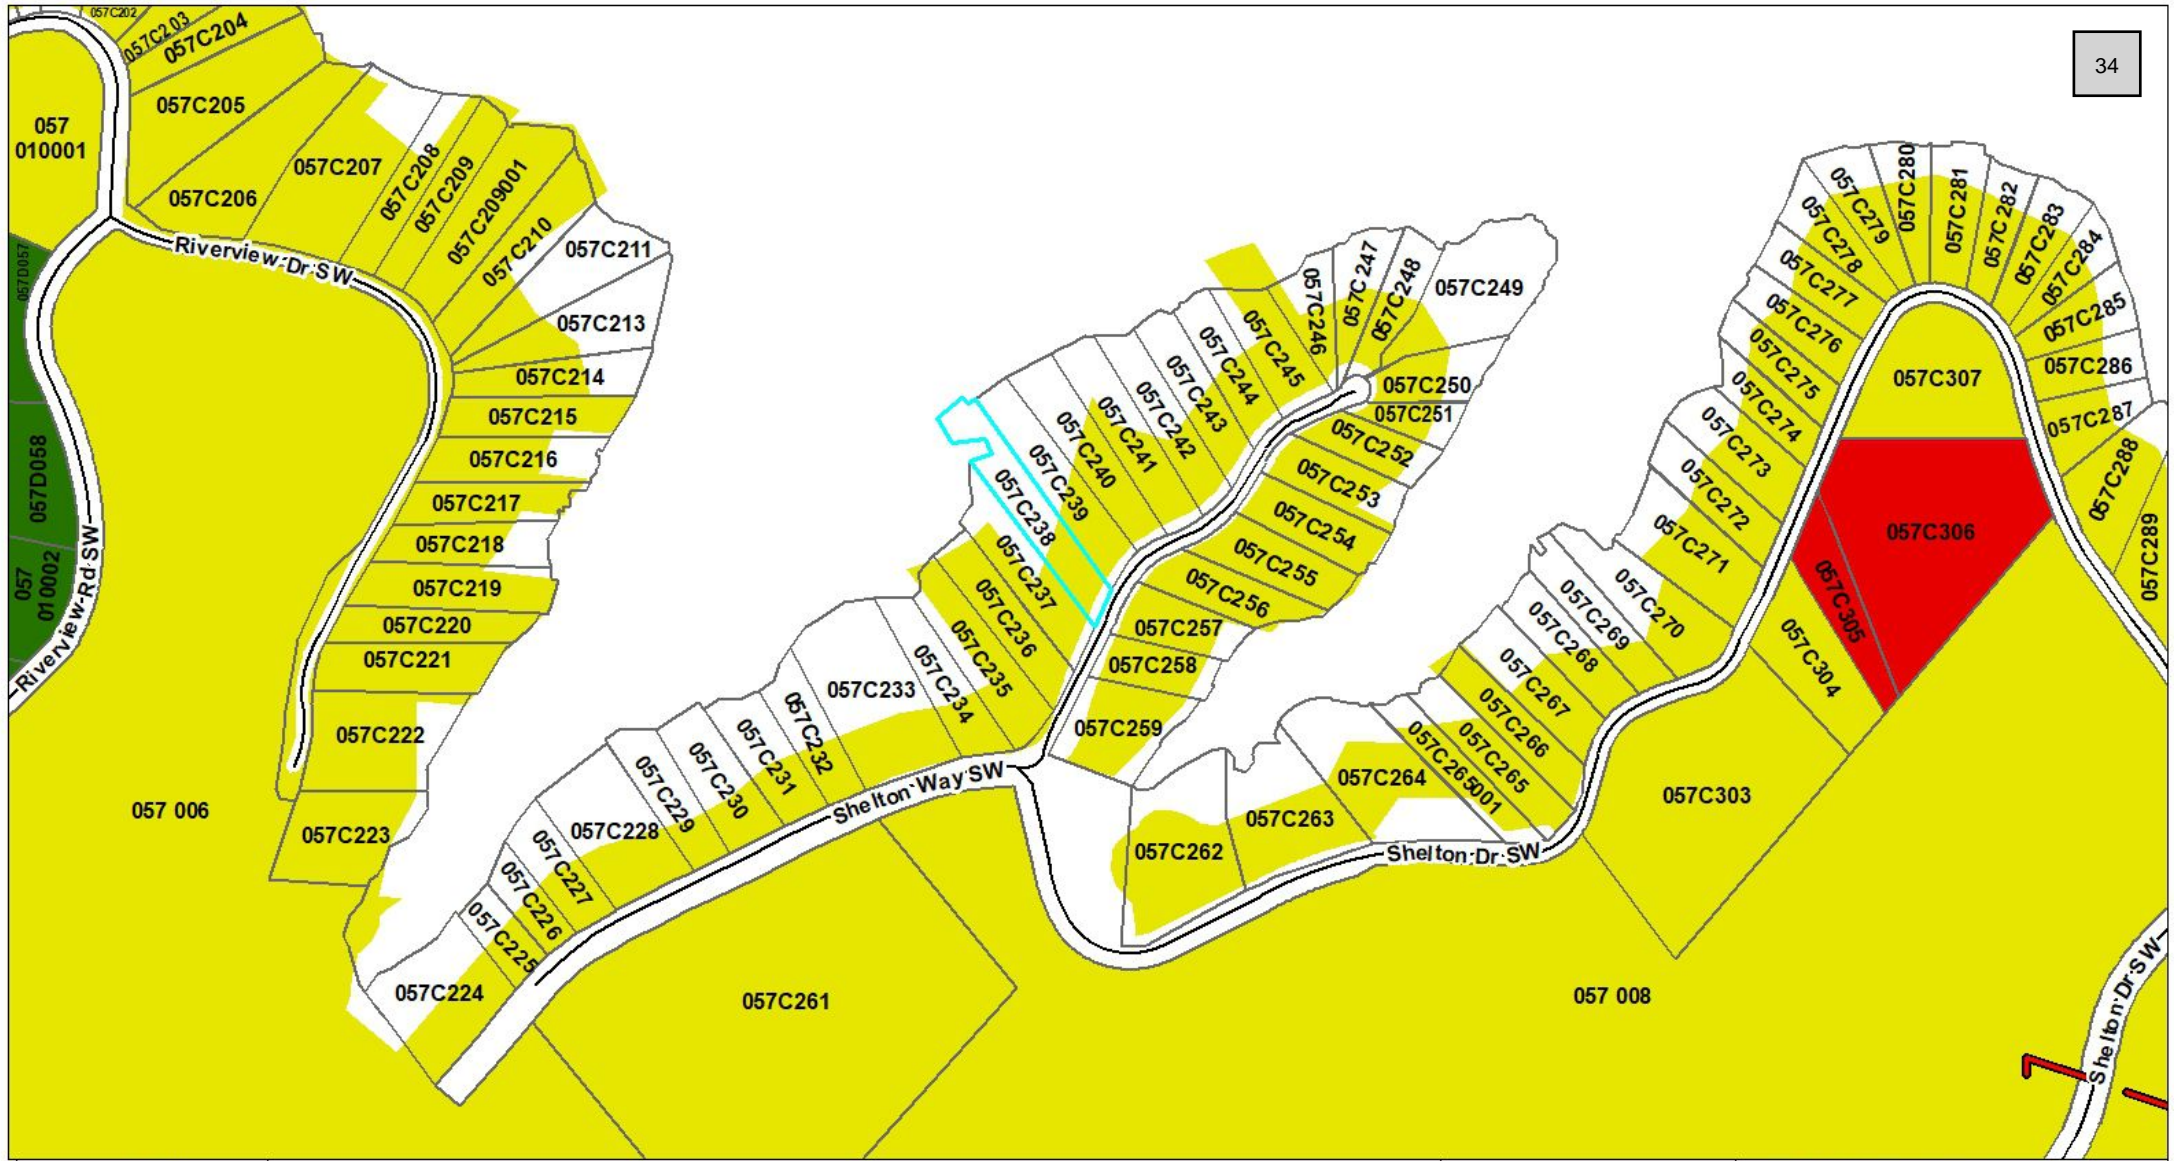 057C202
057C203
057C204
34
057C205
057
010001
057C207
057C208
057C209
057C209001
057C206
057C210
057C211
Riverview Dr SW
057D057
057C213
057C214
057C215
057C216
057C217
057C218
057C219
057C220
057C221
057C222
057C223
057D058
057
010002
Riverview Rd SW
057 006
057C224
057C225
057C226
057C227
057C228
057C229
057C230
057C231
057C232
057C233
057C234
057C235
057C236
057C237
057C238
057C239
057C240
057C241
057C242
057C243
057C244
057C245
057C246
057C247
057C248
057C249
057C250
057C251
057C252
057C253
057C254
057C255
057C256
057C257
057C258
057C259
Shelton Way SW
057C261
057C262
057C263
057C264
057C265001
057C265
057C266
057C267
057C268
057C269
057C270
057C271
057C272
057C273
057C274
057C275
057C276
057C277
057C278
057C279
057C280
057C281
057C282
057C283
057C284
057C285
057C286
057C287
057C288
057C289
057C307
057C306
057C305
057C304
057C303
Shelton Dr SW
057 008
Shelton Dr SW